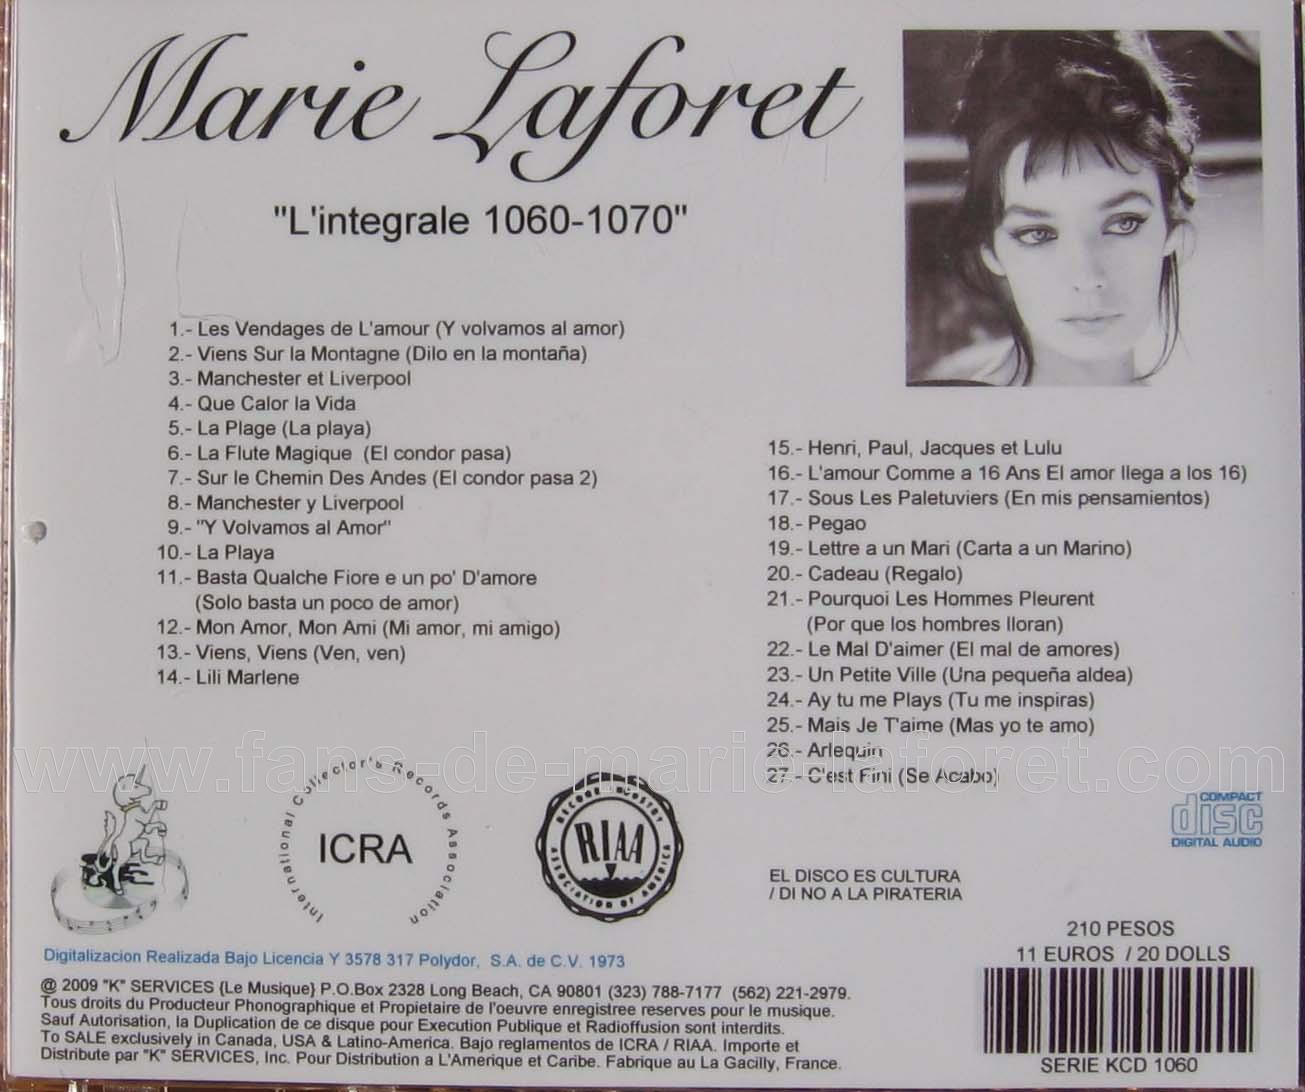 Marie Laforet
"L'integrale 1060-1070"
1.- Les Vendages de L'amour (Y volvamos al amor)
2.- Viens Sur la Montagne (Dilo en la montaña)
3.- Manchester et Liverpool
4.- Que Calor la Vida
5.- La Plage (La playa)
6.- La Flute Magique (El condor pasa)
7.- Sur le Chemin Des Andes (El condor pasa 2)
8.- Manchester y Liverpool
9.- "Y Volvamos al Amor"
10.- La Playa
11.- Basta Qualche Fiore e un po' D'amore
(Solo basta un poco de amor)
12.- Mon Amor, Mon Ami (Mi amor, mi amigo)
13.- Viens, Viens (Ven, ven)
14.- Lili Marlene
15.- Henri, Paul, Jacques et Lulu
16.- L'amour Comme a 16 Ans El amor llega a los 16)
17.- Sous Les Paletuviers (En mis pensamientos)
18.- Pegao
19.- Lettre a un Mari (Carta a un Marino)
20.- Cadeau (Regalo)
21.- Pourquoi Les Hommes Pleurent
(Por que los hombres lloran)
22.- Le Mal D'aimer (El mal de amores)
23.- Un Petite Ville (Una pequeña aldea)
24.- Ay tu me Plays (Tu me inspiras)
25.- Mais Je T'aime (Mas yo te amo)
26.- Arlequin
27.- C'est Fini (Se Acabo)
www.fans-de-marie-laforet.com
International Collector's Records Association
ICRA
RIAA
ASSOCIATION OF AMERICA
COMPACT
disc
DIGITAL AUDIO
EL DISCO ES CULTURA
/ DI NO A LA PIRATERIA
210 PESOS
11 EUROS / 20 DOLLS
SERIE KCD 1060
Digitalizacion Realizada Bajo Licencia Y 3578 317 Polydor, S.A. de C.V. 1973
@ 2009 "K" SERVICES {Le Musique} P.O.Box 2328 Long Beach, CA 90801 (323) 788-7177 (562) 221-2979.
Tous droits du Producteur Phonographique et Propietaire de l'oeuvre enregistree reserves pour le musique.
Sauf Autorisation, la Duplication de ce disque pour Execution Publique et Radioffusion sont interdits.
To SALE exclusively in Canada, USA & Latino-America. Bajo reglamentos de ICRA / RIAA. Importe et
Distribute par "K" SERVICES, Inc. Pour Distribution a L'Amerique et Caribe. Fabrique au La Gacilly, France.